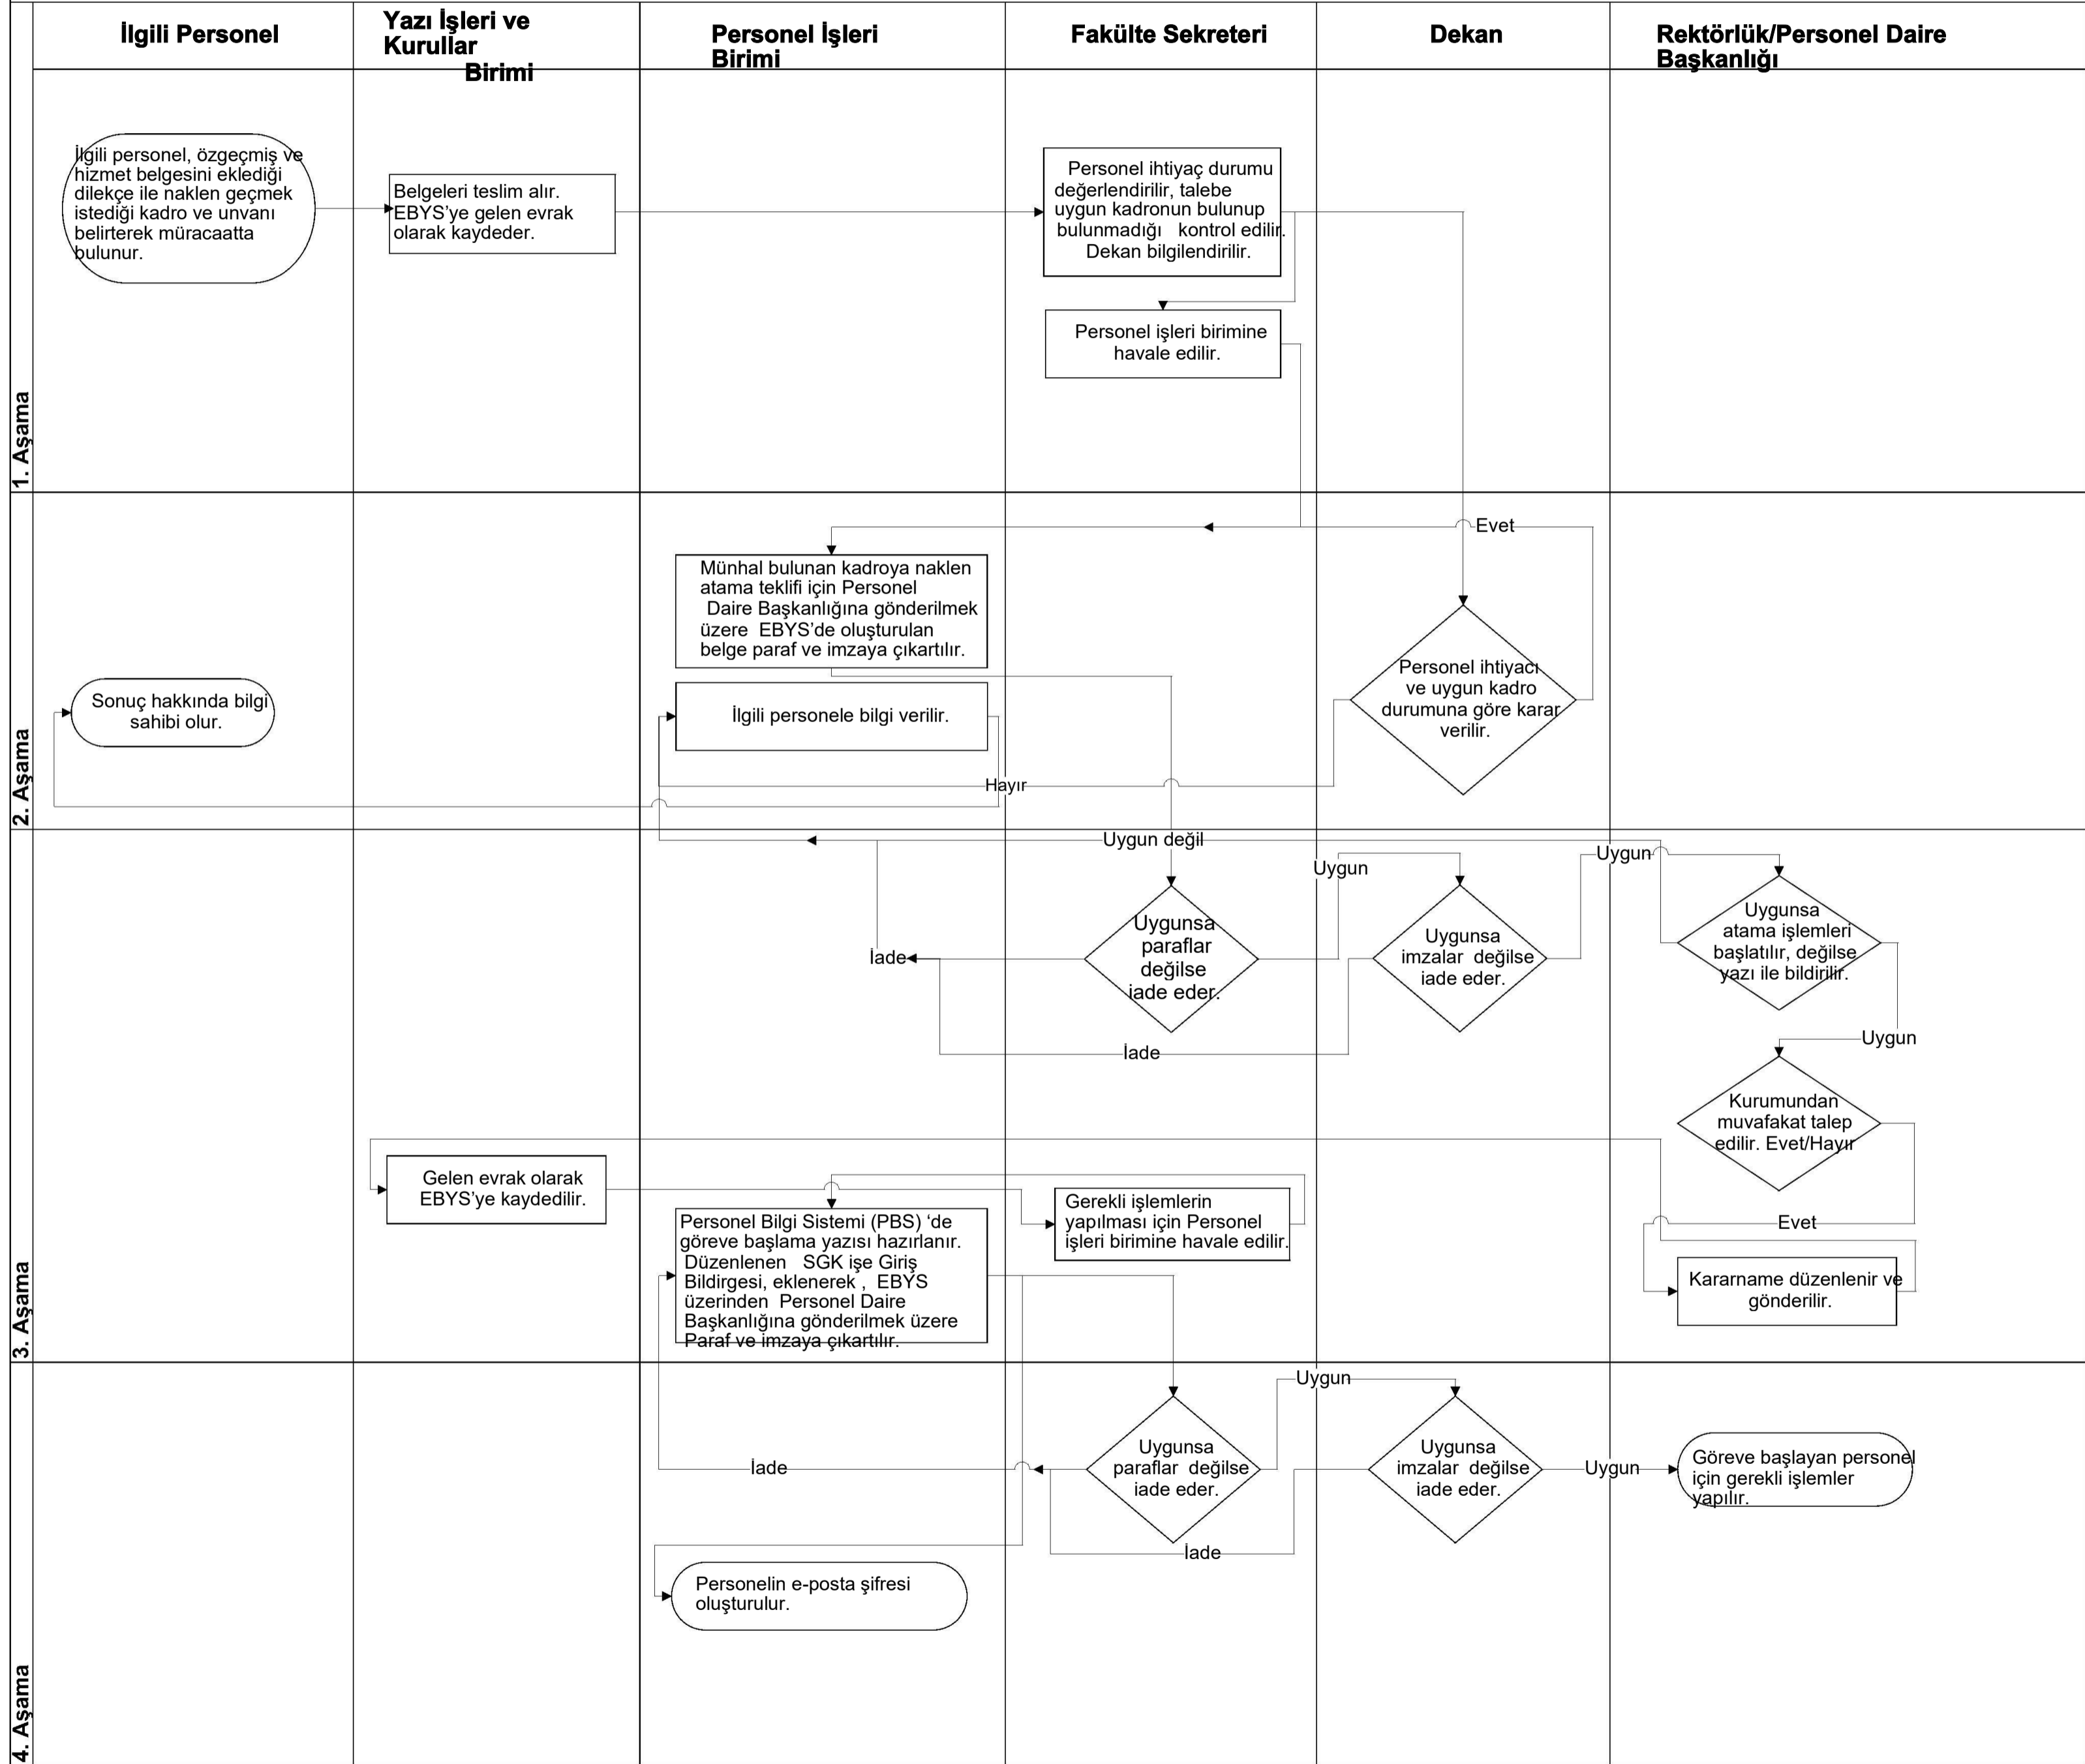 İlgili Personel
Yazı İşleri ve
Kurullar
Birimi
Personel İşleri
Birimi
Fakülte Sekreteri
Dekan
Rektörlük/Personel Daire
Başkanlığı
1. Aşama
İlgili personel, özgeçmiş ve
hizmet belgesini eklediği
dilekçe ile naklen geçmek
istediği kadro ve unvanı
belirterek müracaatta
bulunur.
Belgeleri teslim alır.
EBYS’ye gelen evrak
olarak kaydeder.
Personel ihtiyaç durumu
değerlendirilir, talebe
uygun kadronun bulunup
bulunmadığı kontrol edilir.
Dekan bilgilendirilir.
Personel işleri birimine
havale edilir.
2. Aşama
Evet
Münhal bulunan kadroya naklen
atama teklifi için Personel
Daire Başkanlığına gönderilmek
üzere EBYS’de oluşturulan
belge paraf ve imzaya çıkartılır.
Personel ihtiyacı
ve uygun kadro
durumuna göre karar
verilir.
Sonuç hakkında bilgi
sahibi olur.
İlgili personele bilgi verilir.
Hayır
3. Aşama
Uygun değil
Uygun
Uygun
Uygunsa
paraflar
değilse
iade eder.
Uygunsa
imzalar değilse
iade eder.
Uygunsa
atama işlemleri
başlatılır, değilse
yazı ile bildirilir.
İade
İade
Uygun
Kurumundan
muvafakat talep
edilir. Evet/Hayır
Gelen evrak olarak
EBYS’ye kaydedilir.
Gerekli işlemlerin
yapılması için Personel
işleri birimine havale edilir.
Evet
Personel Bilgi Sistemi (PBS) ‘de
göreve başlama yazısı hazırlanır.
Düzenlenen SGK işe Giriş
Bildirgesi, eklenerek , EBYS
üzerinden Personel Daire
Başkanlığına gönderilmek üzere
Paraf ve imzaya çıkartılır.
Kararname düzenlenir ve
gönderilir.
4. Aşama
Uygun
İade
Uygunsa
paraflar değilse
iade eder.
Uygunsa
imzalar değilse
iade eder.
Uygun
Göreve başlayan personel
için gerekli işlemler
yapılır.
İade
Personelin e-posta şifresi
oluşturulur.